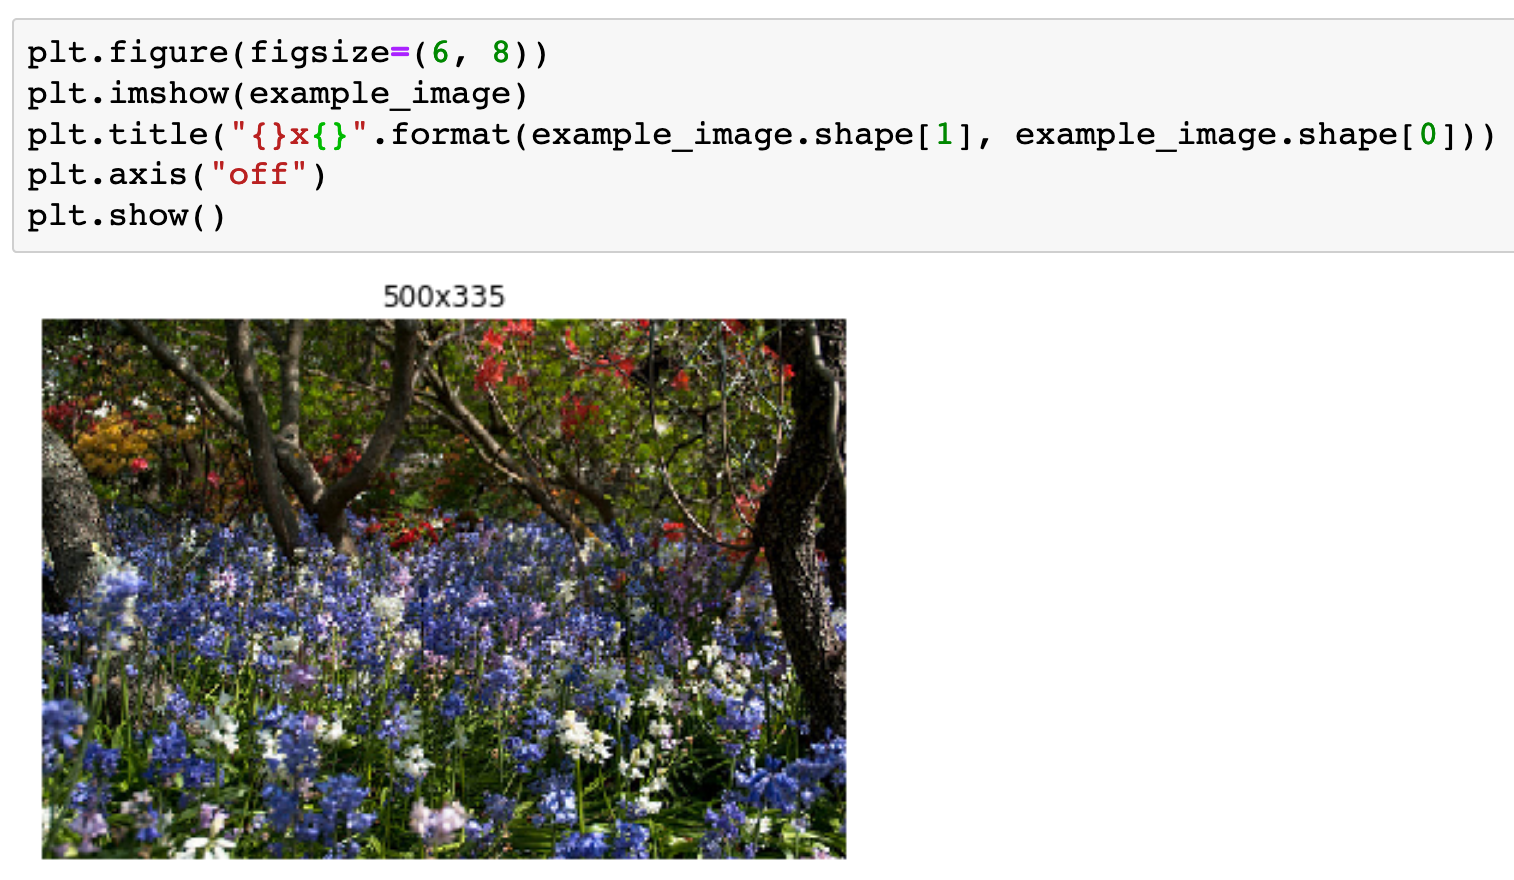 plt.figure(figsize=(6, 8))
plt.imshow(example_image)
plt.title("{}x{}".format(example_image.shape[1], example_image.shape[0]))
plt.axis("off")
plt.show()
500x335